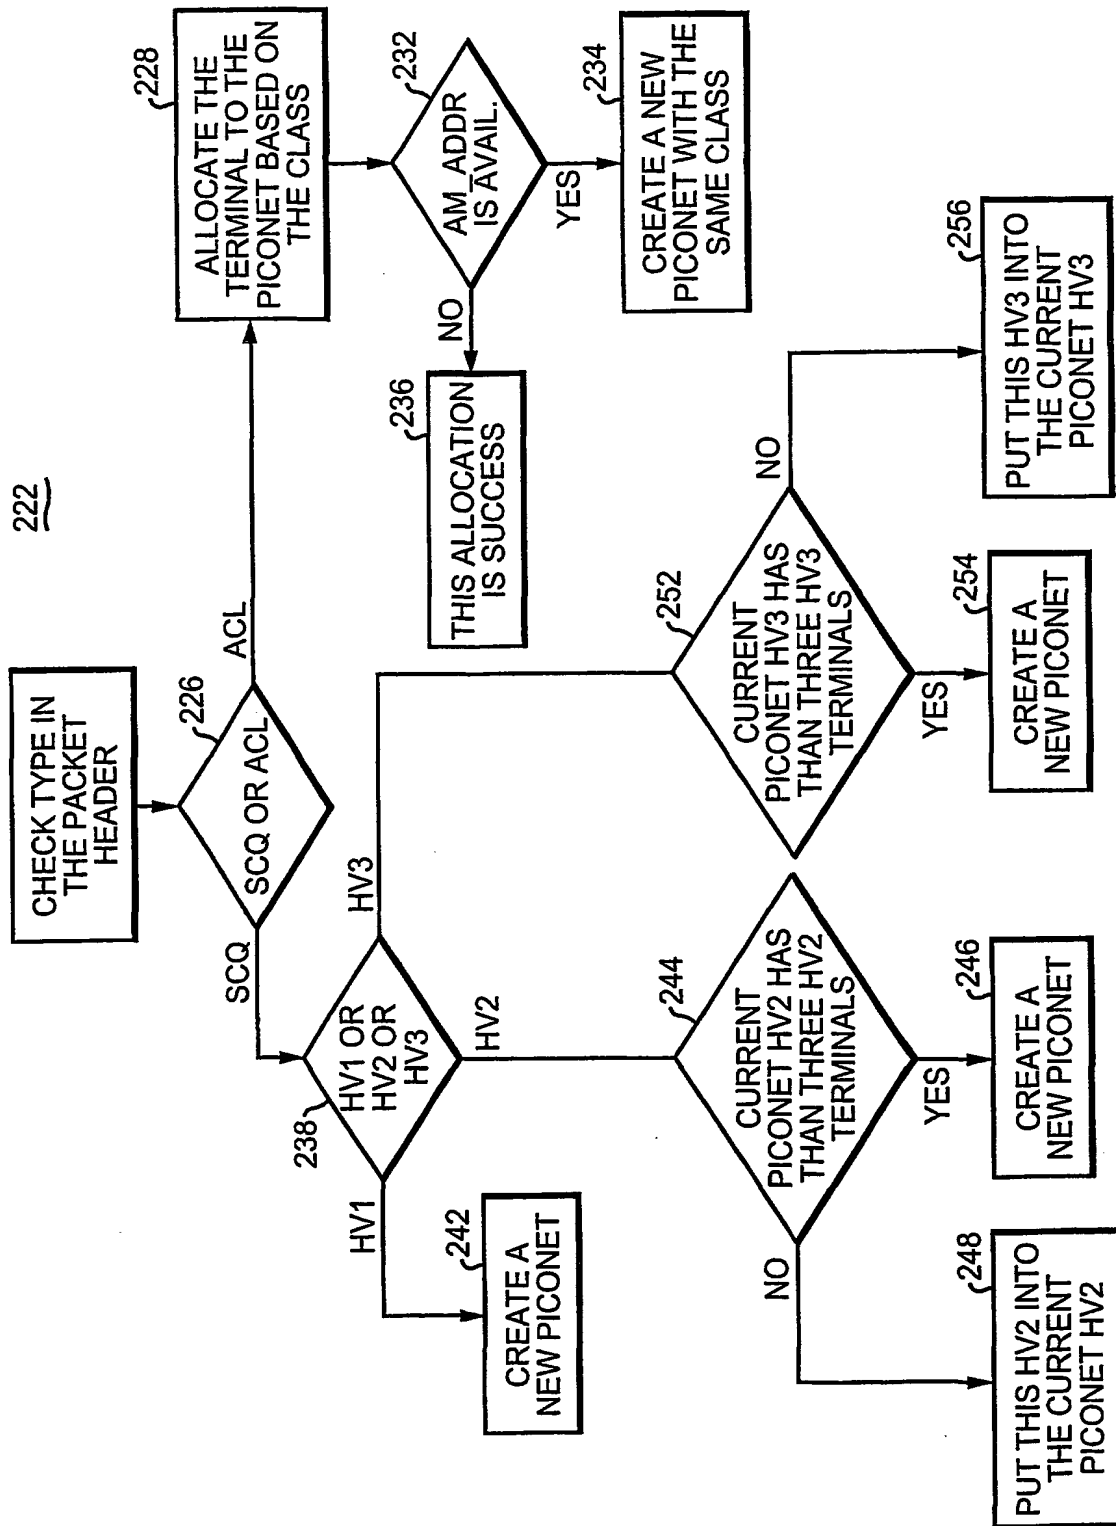 222
CHECK TYPE IN
THE PACKET
HEADER
226
SCQ OR ACL
SCQ
ACL
228
ALLOCATE THE
TERMINAL TO THE
PICONET BASED ON
THE CLASS
232
AM_ADDR
IS AVAIL.
NO
YES
236
THIS ALLOCATION
IS SUCCESS
234
CREATE A NEW
PICONET WITH THE
SAME CLASS
238
HV1 OR
HV2 OR
HV3
HV1
HV2
HV3
242
CREATE A
NEW PICONET
244
CURRENT
PICONET HV2 HAS
THAN THREE HV2
TERMINALS
NO
YES
248
PUT THIS HV2 INTO
THE CURRENT
PICONET HV2
246
CREATE A
NEW PICONET
252
CURRENT
PICONET HV3 HAS
THAN THREE HV3
TERMINALS
YES
NO
254
CREATE A
NEW PICONET
256
PUT THIS HV3 INTO
THE CURRENT
PICONET HV3